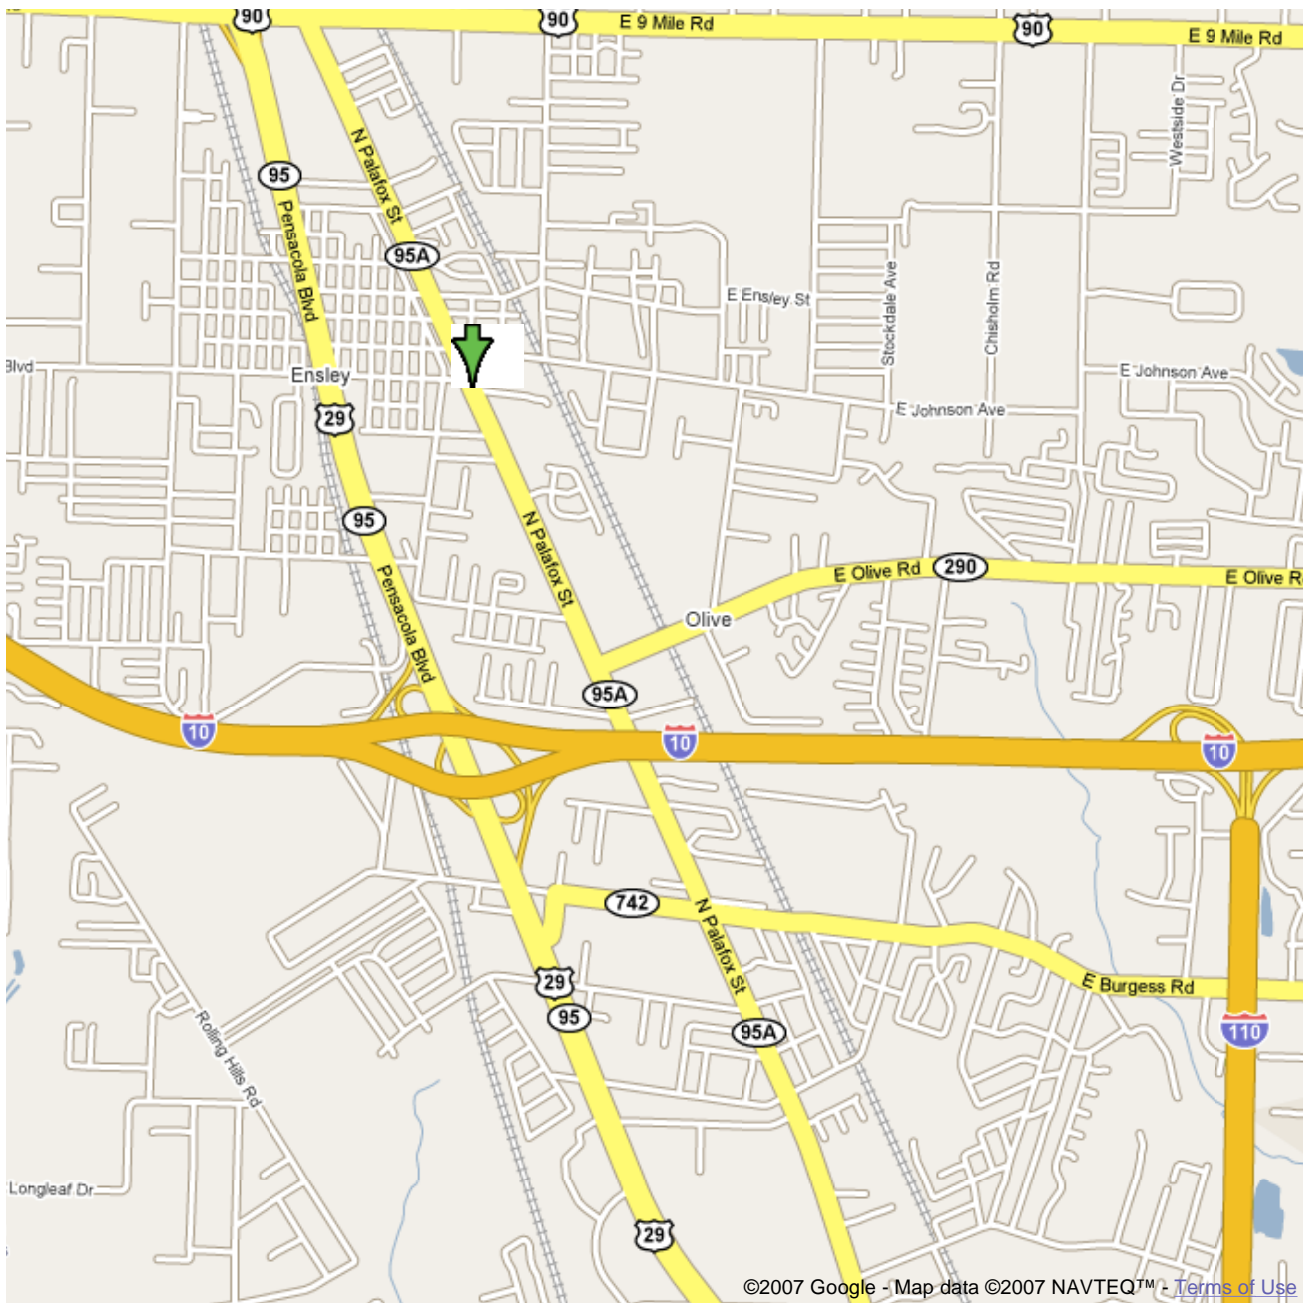 90
90
E 9 Mile Rd
90
E 9 Mile Rd
Westside Dr
N Palafox St
95
Pensacola Blvd
95A
E Ensley St
Stockdale Ave
Chisholm Rd
Blvd
Ensley
E Johnson Ave
E Johnson Ave
29
95
N Palafox St
E Olive Rd
290
E Olive R
Pensacola Blvd
Olive
95A
10
10
10
742
N Palafox St
E Burgess Rd
29
95
95A
110
Rolling Hills Rd
Longleaf Dr
29
©2007 Google - Map data ©2007 NAVTEQ™ - Terms of Use